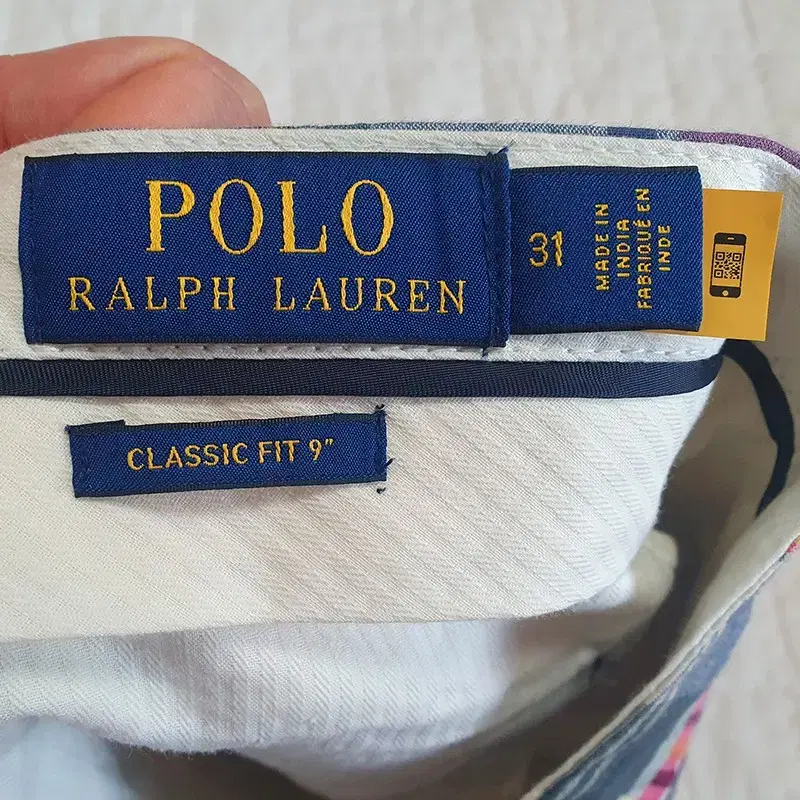 POLO
RALPH LAUREN
31
MADE IN
INDIA
FABRIQUÉ EN
INDE
CLASSIC FIT 9"